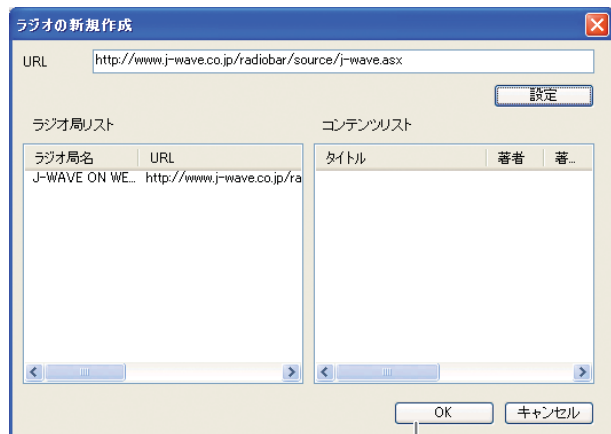 ラジオの新規作成
URL http://www.j-wave.co.jp/radiobar/source/j-wave.asx
設定
ラジオ局リスト
コンテンツリスト
ラジオ局名 URL
J-WAVE ON WE... http://www.j-wave.co.jp/ra
タイトル 著者 著...
OK キャンセル